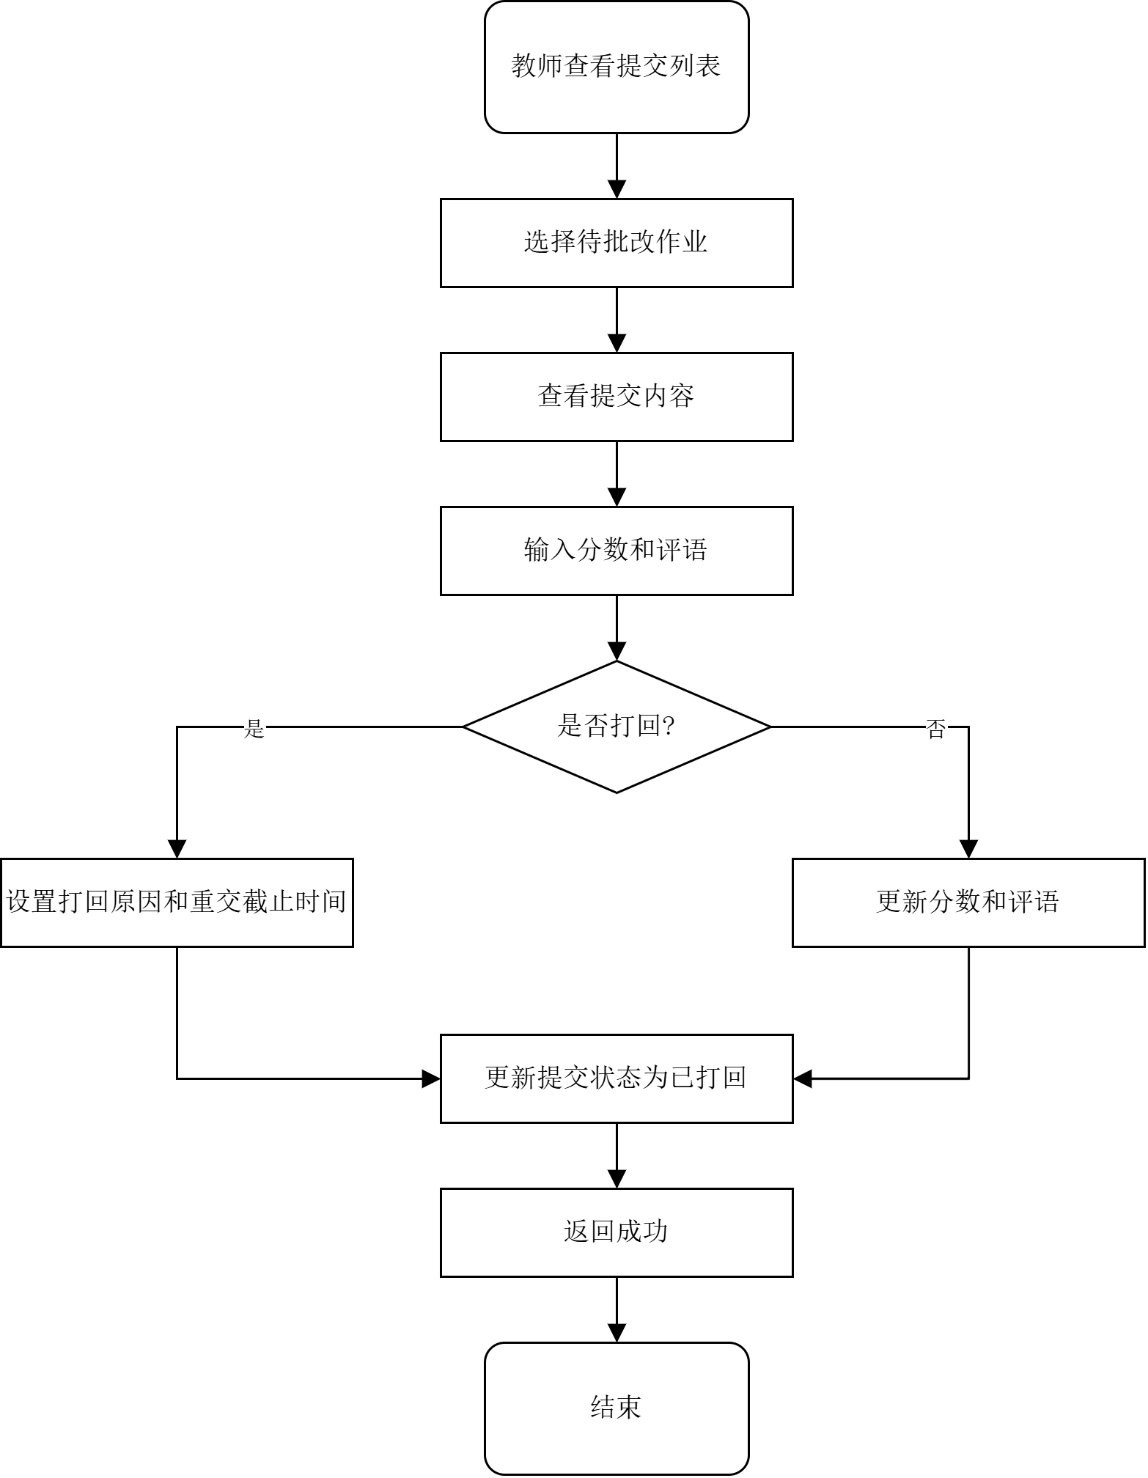 教师查看提交列表
选择待批改作业
查看提交内容
输入分数和评语
是否打回?
是
否
设置打回原因和重交截止时间
更新分数和评语
更新提交状态为已打回
返回成功
结束